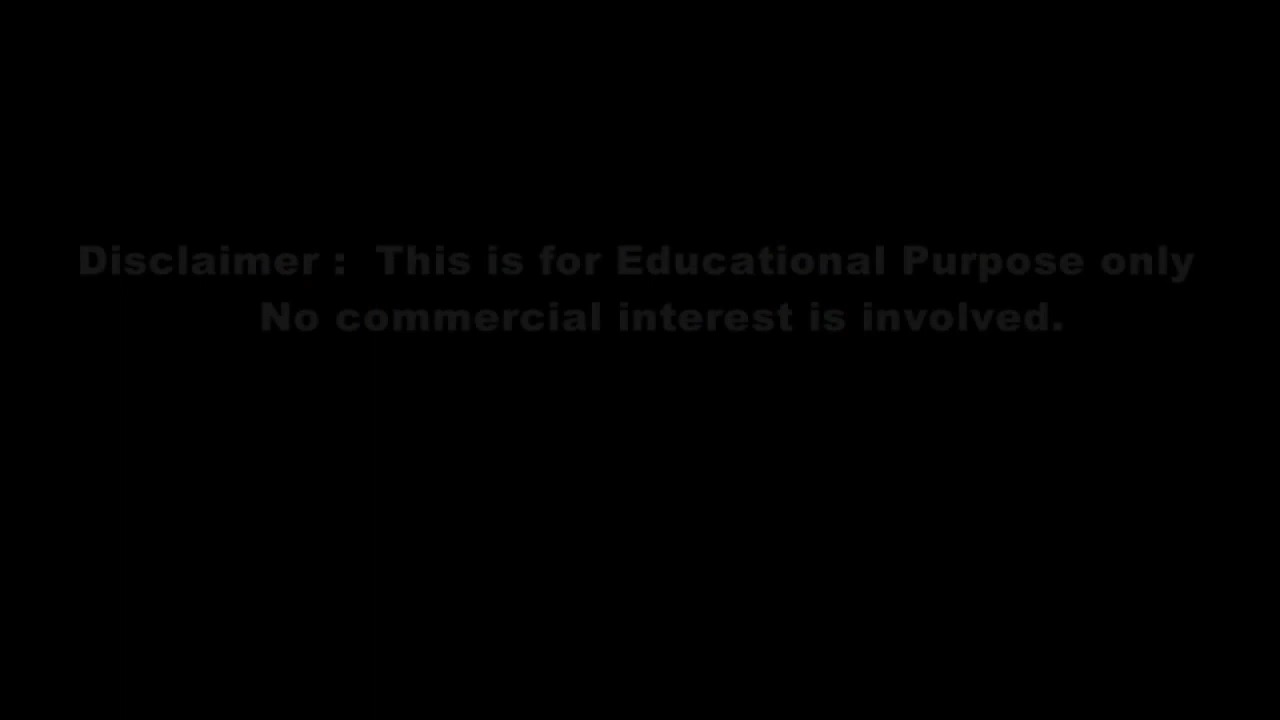 Disclaimer :  This is for Educational Purpose only
No commercial interest is involved.